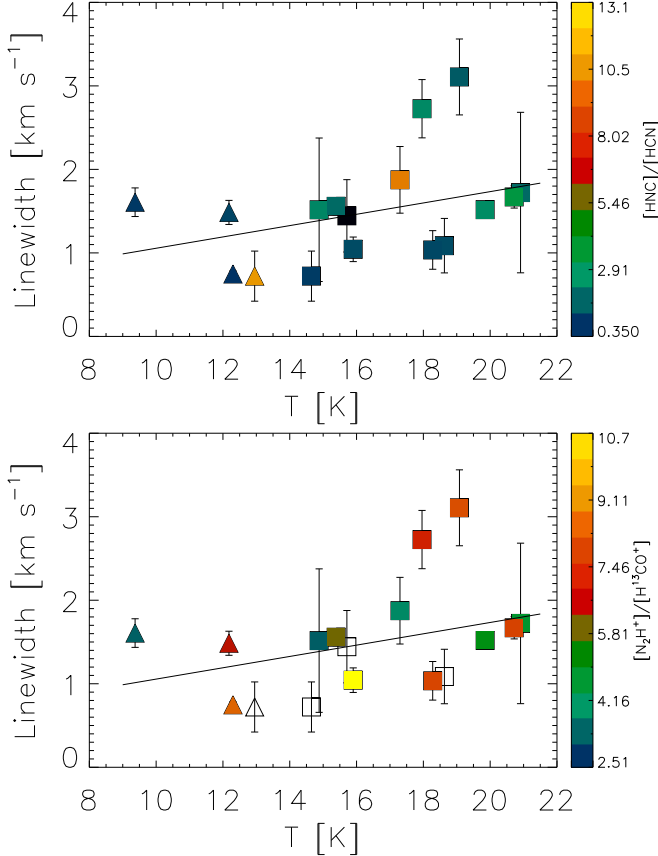 4
3
2
1
0
Linewidth [km s⁻¹]
8 10 12 14 16 18 20 22
T [K]
13.1
10.5
8.02
5.46
2.91
0.350
[HNC]/[HCN]
4
3
2
1
0
Linewidth [km s⁻¹]
8 10 12 14 16 18 20 22
T [K]
10.7
9.11
7.46
5.81
4.16
2.51
[N₂H⁺]/[H¹³CO⁺]